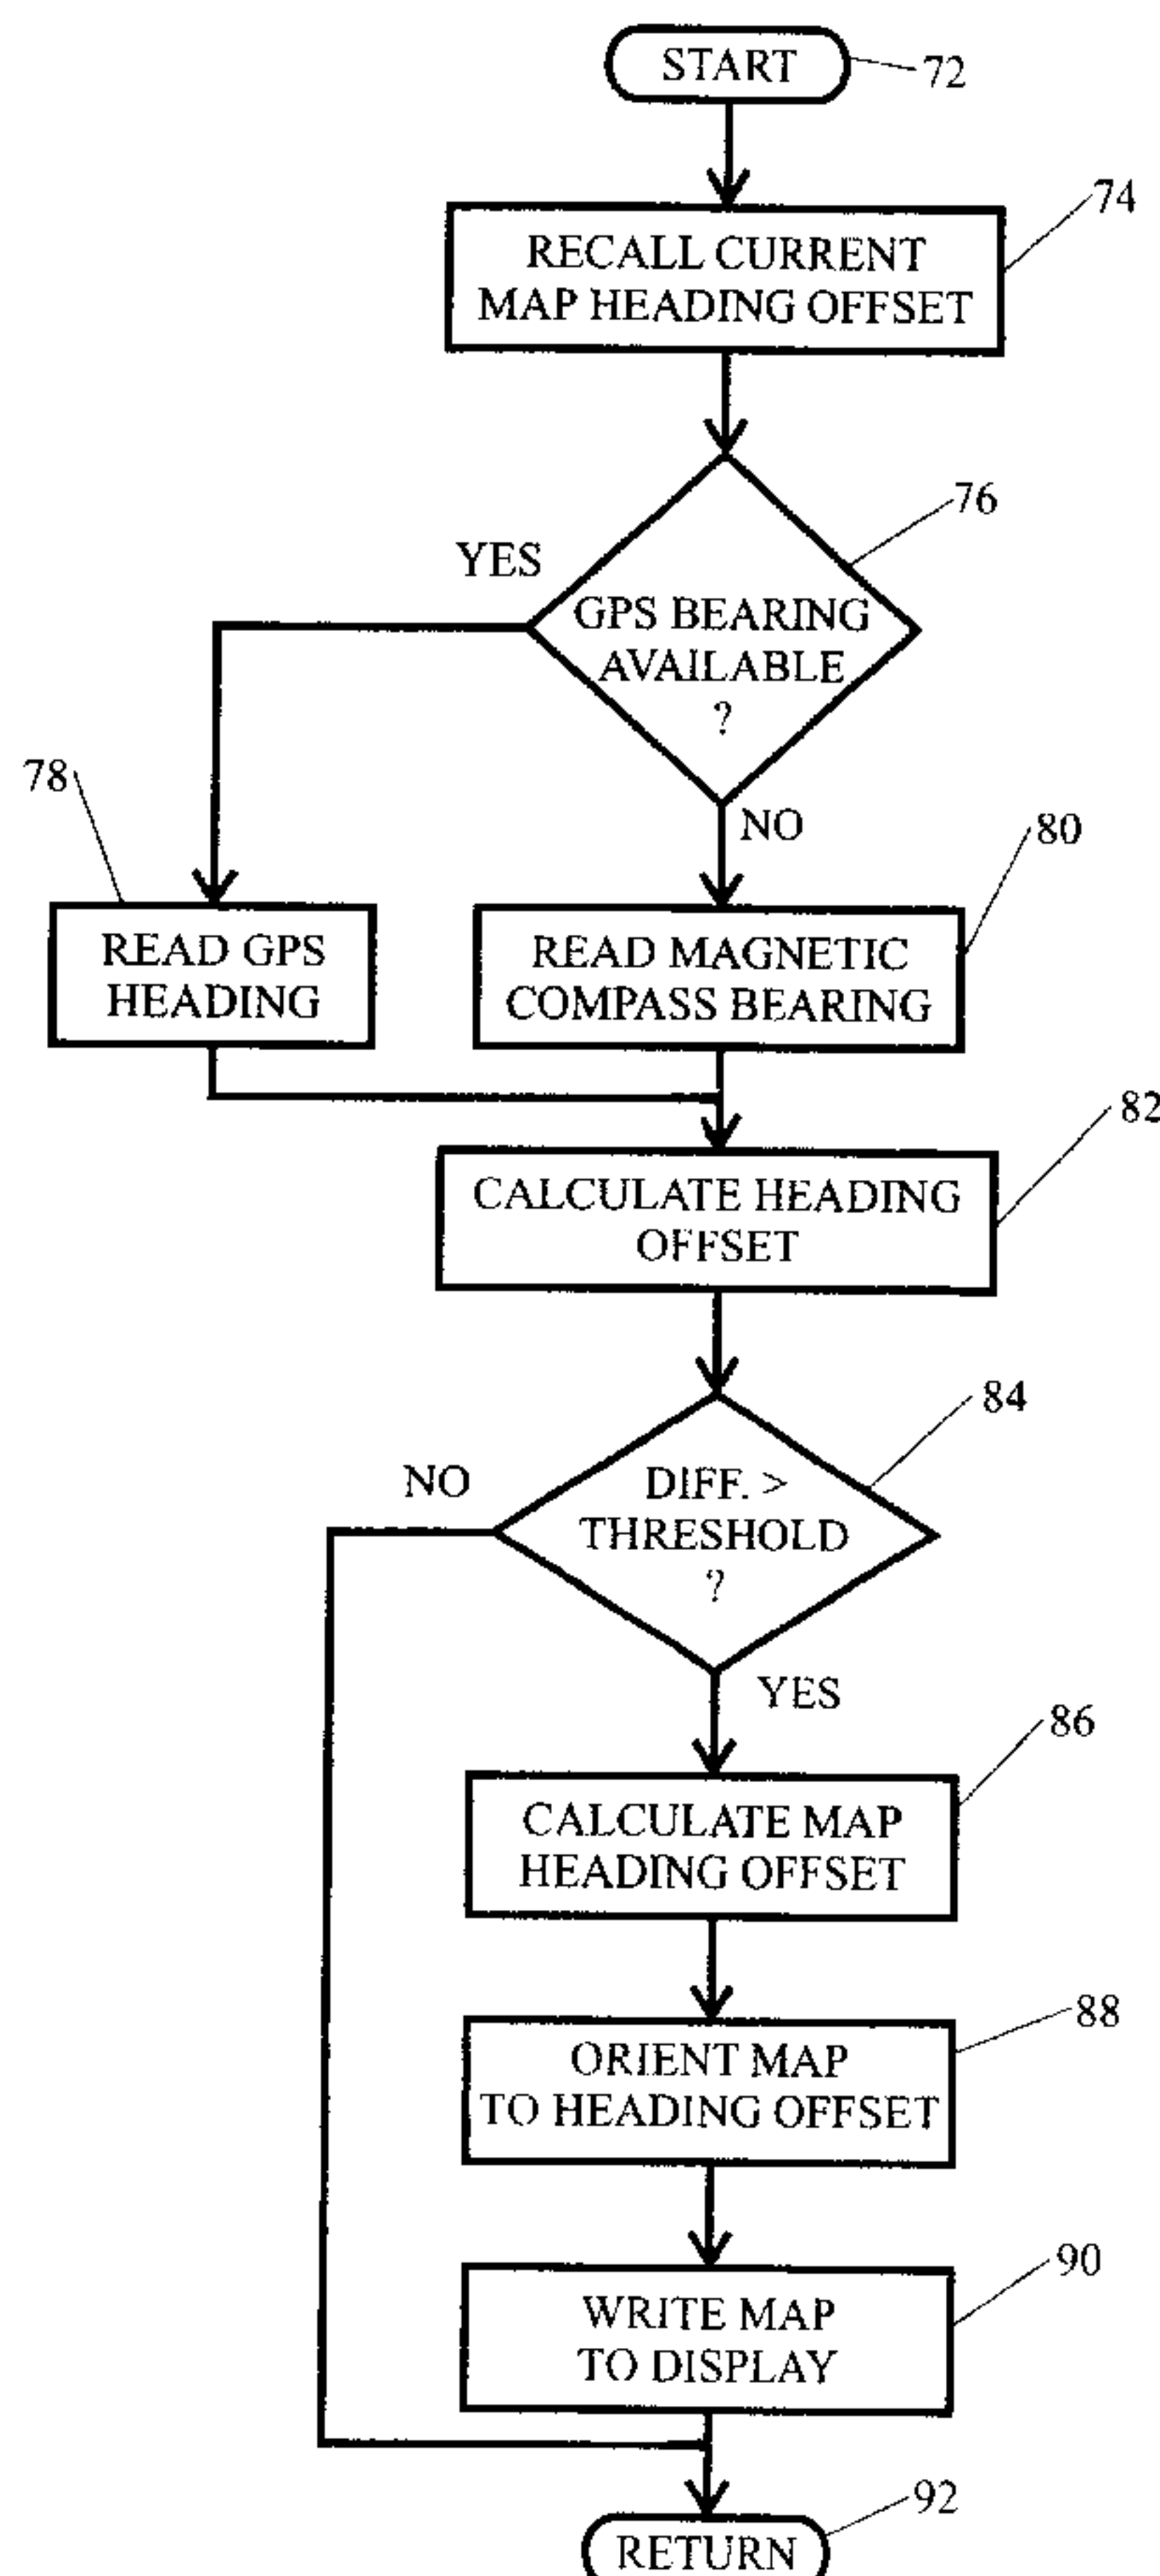 START
72
74
RECALL CURRENT
MAP HEADING OFFSET
76
YES
GPS BEARING
AVAILABLE
?
78
NO
80
READ GPS
HEADING
READ MAGNETIC
COMPASS BEARING
82
CALCULATE HEADING
OFFSET
84
NO
DIFF. >
THRESHOLD
?
YES
86
CALCULATE MAP
HEADING OFFSET
88
ORIENT MAP
TO HEADING OFFSET
90
WRITE MAP
TO DISPLAY
92
RETURN